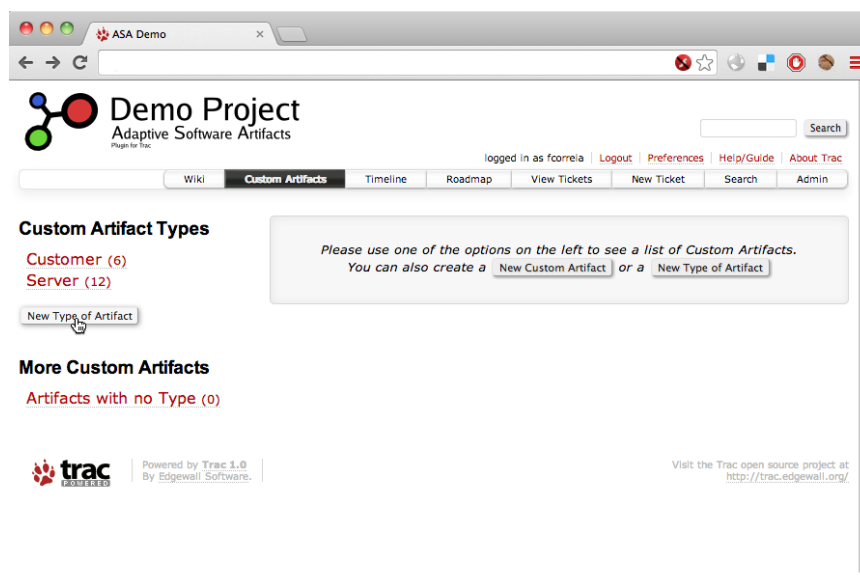 ASA Demo
Demo Project
Adaptive Software Artifacts
Plugin for Trac
Search
logged in as fcorreia
Logout
Preferences
Help/Guide
About Trac
Wiki
Custom Artifacts
Timeline
Roadmap
View Tickets
New Ticket
Search
Admin
Custom Artifact Types
Customer (6)
Server (12)
New Type of Artifact
Please use one of the options on the left to see a list of Custom Artifacts.
You can also create a New Custom Artifact or a New Type of Artifact
More Custom Artifacts
Artifacts with no Type (0)
trac
POWERED
Powered by Trac 1.0
By Edgewall Software.
Visit the Trac open source project at
http://trac.edgewall.org/